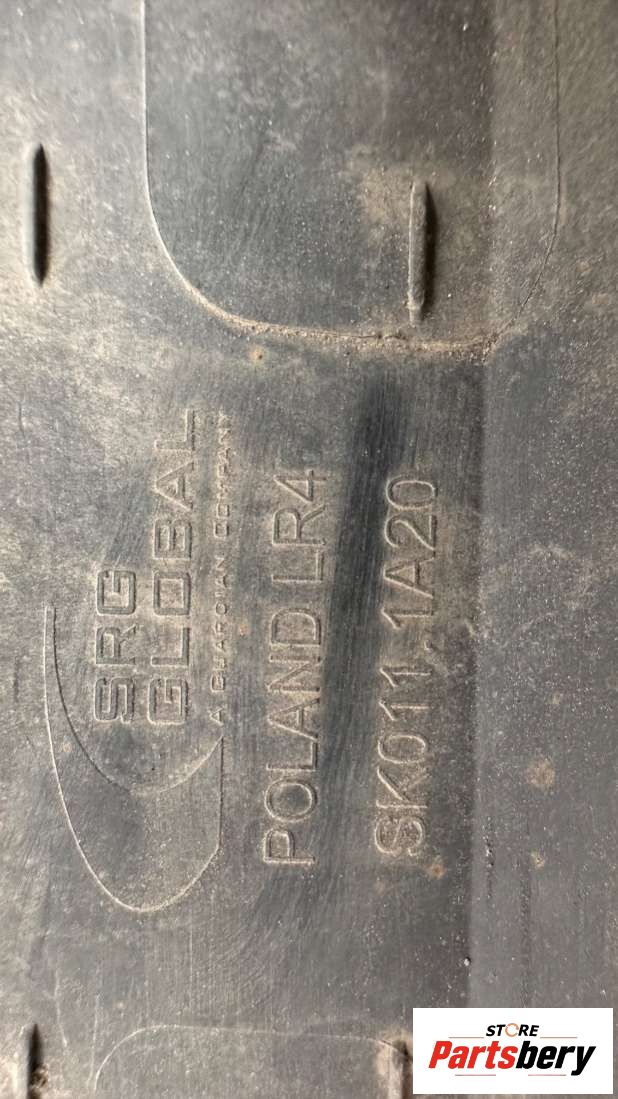 SRG
GLOBAL
A GUARDIAN COMPANY
POLAND LR4
SK011.1A20
STORE
Partsbery